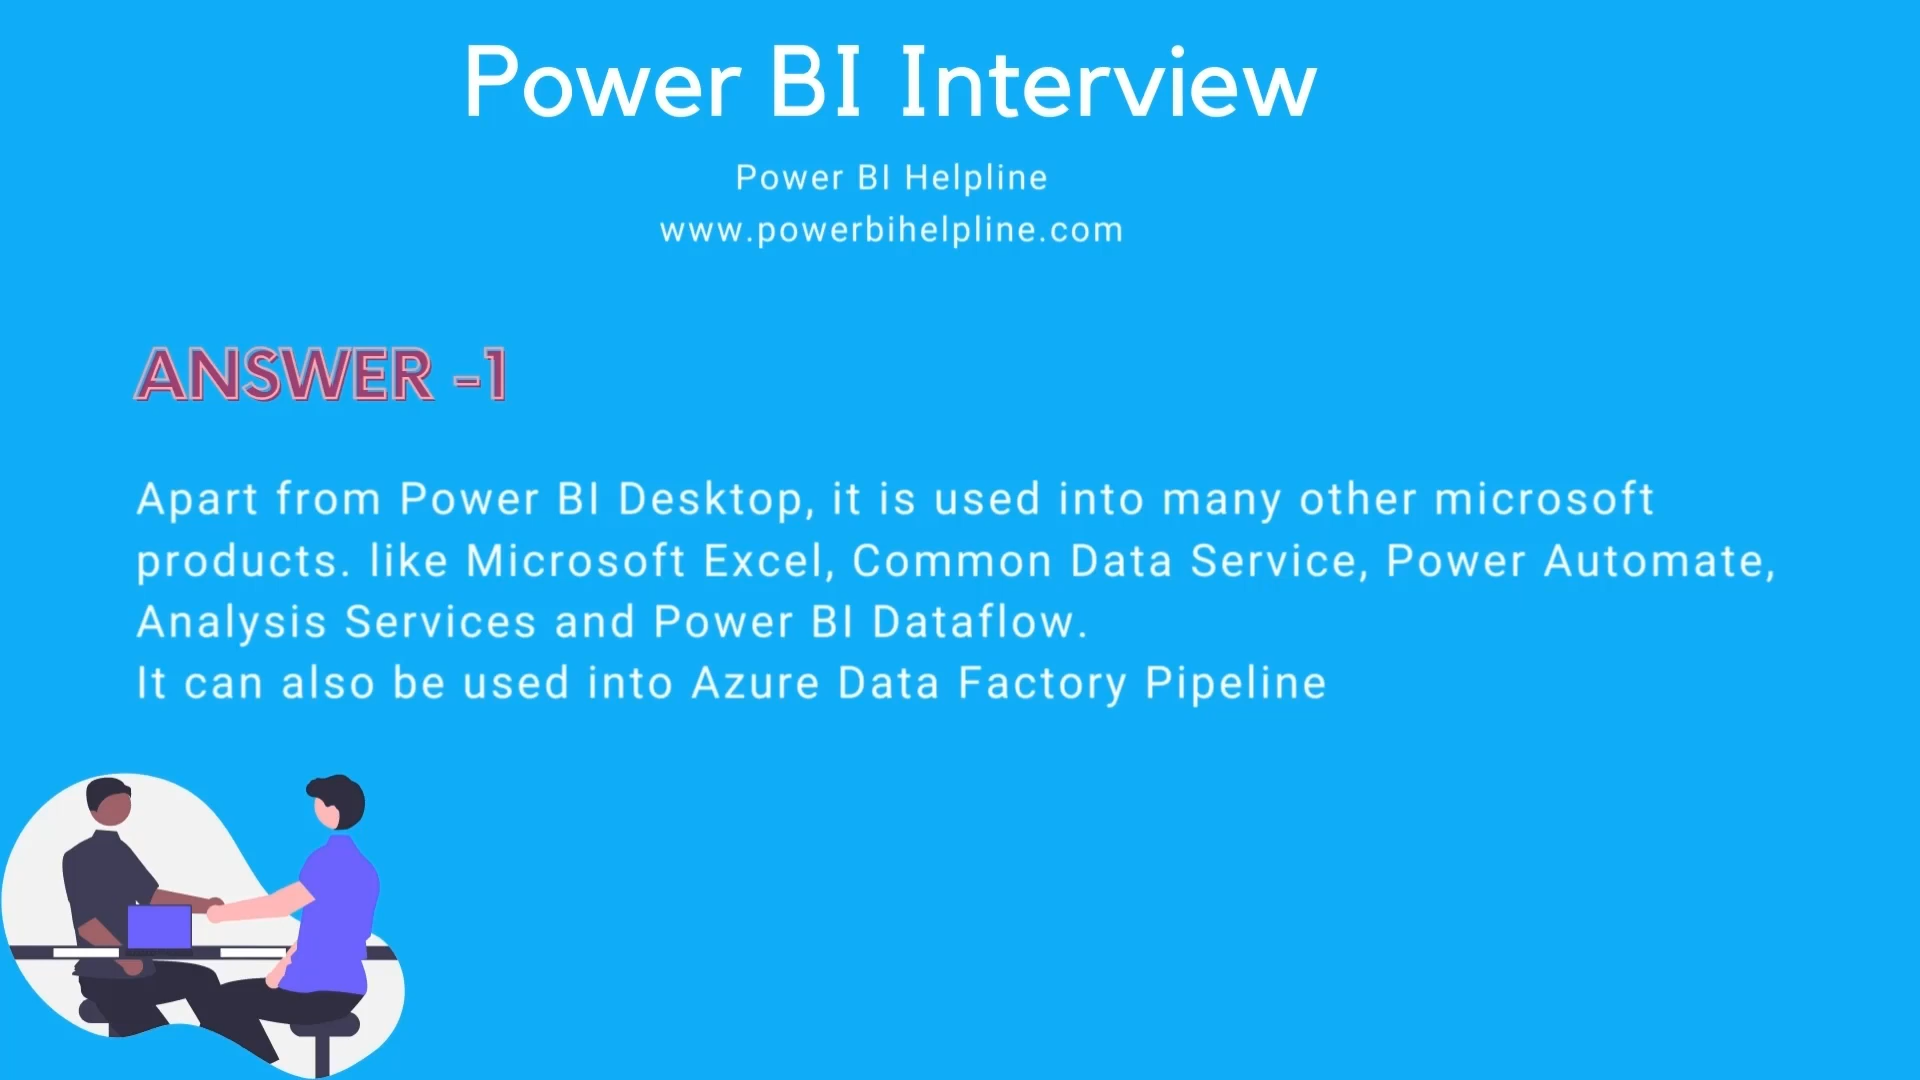 Power BI Interview
Power BI Helpline
www.powerbihelpline.com
ANSWER -1
Apart from Power BI Desktop, it is used into many other microsoft
products. like Microsoft Excel, Common Data Service, Power Automate,
Analysis Services and Power BI Dataflow.
It can also be used into Azure Data Factory Pipeline